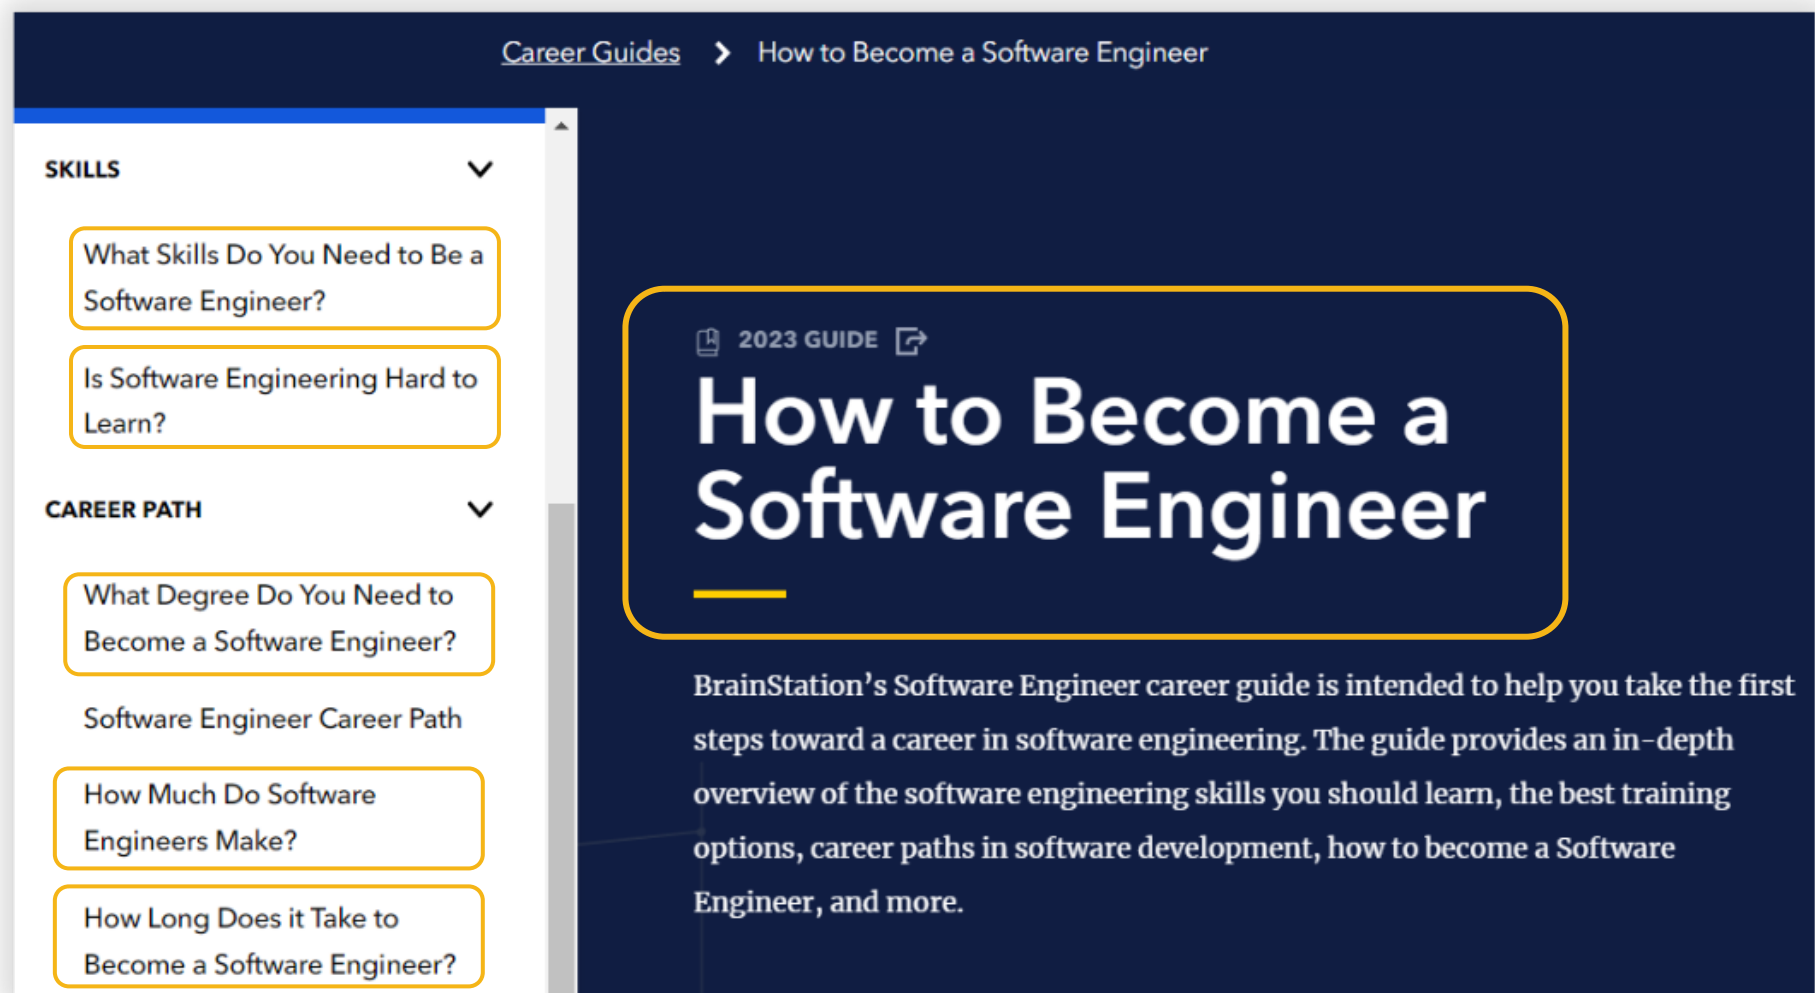 Career Guides
How to Become a Software Engineer
SKILLS
What Skills Do You Need to Be a
Software Engineer?
Is Software Engineering Hard to
Learn?
CAREER PATH
What Degree Do You Need to
Become a Software Engineer?
Software Engineer Career Path
How Much Do Software
Engineers Make?
How Long Does it Take to
Become a Software Engineer?
2023 GUIDE
How to Become a
Software Engineer
BrainStation’s Software Engineer career guide is intended to help you take the first
steps toward a career in software engineering. The guide provides an in-depth
overview of the software engineering skills you should learn, the best training
options, career paths in software development, how to become a Software
Engineer, and more.